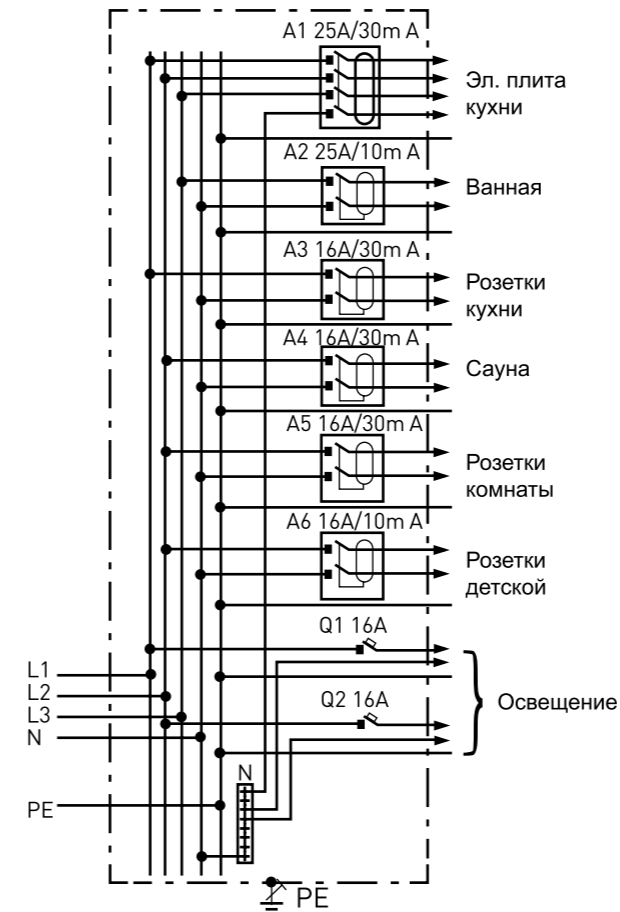 A1 25A/30m A
Эл. плита
кухни
A2 25A/10m A
Ванная
A3 16A/30m A
Розетки
кухни
A4 16A/30m A
Сауна
A5 16A/30m A
Розетки
комнаты
A6 16A/10m A
Розетки
детской
Q1 16A
L1
L2
L3
N
Q2 16A
Освещение
N
PE
PE